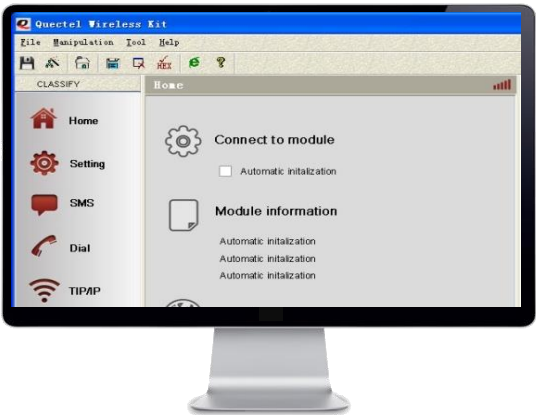 Quectel Wireless Kit
File Manipulation Tool Help
HEX
CLASSIFY
Home
Home
Connect to module
Automatic initalization
Setting
SMS
Module information
Automatic initalization
Dial
Automatic initalization
Automatic initalization
TIP/IP